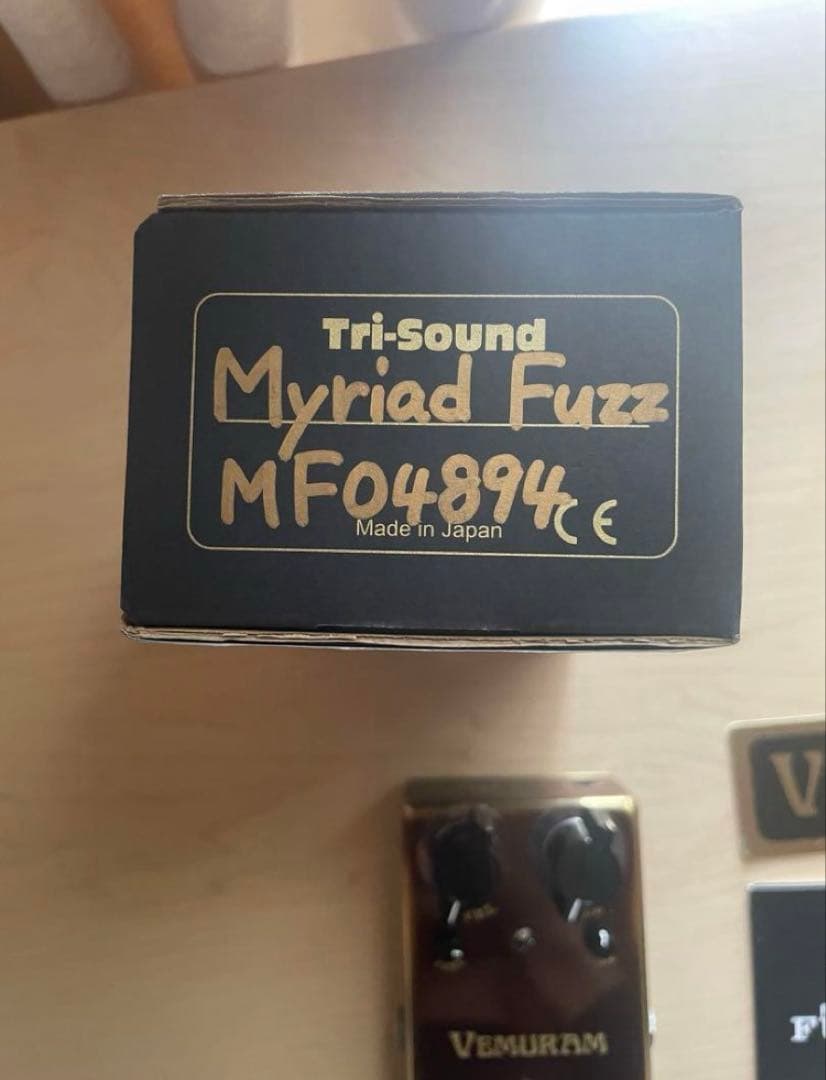 Tri-Sound
Myriad Fuzz
MF04894
Made in Japan CE
V
VEMURAM